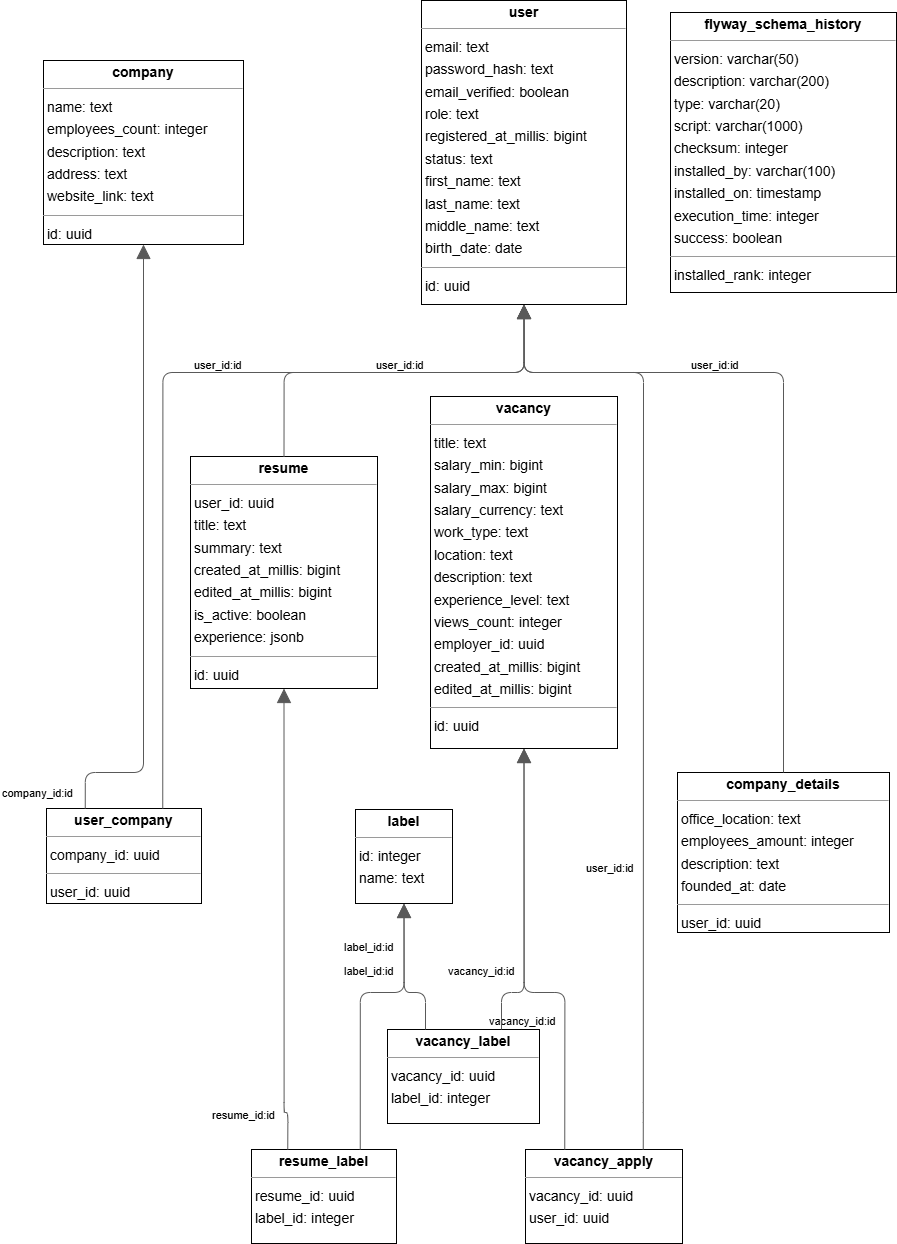 user
email: text
password_hash: text
email_verified: boolean
role: text
registered_at_millis: bigint
status: text
first_name: text
last_name: text
middle_name: text
birth_date: date
id: uuid
flyway_schema_history
version: varchar(50)
description: varchar(200)
type: varchar(20)
script: varchar(1000)
checksum: integer
installed_by: varchar(100)
installed_on: timestamp
execution_time: integer
success: boolean
installed_rank: integer
company
name: text
employees_count: integer
description: text
address: text
website_link: text
id: uuid
user_id:id
user_id:id
user_id:id
resume
user_id: uuid
title: text
summary: text
created_at_millis: bigint
edited_at_millis: bigint
is_active: boolean
experience: jsonb
id: uuid
vacancy
title: text
salary_min: bigint
salary_max: bigint
salary_currency: text
work_type: text
location: text
description: text
experience_level: text
views_count: integer
employer_id: uuid
created_at_millis: bigint
edited_at_millis: bigint
id: uuid
company_id:id
user_company
company_id: uuid
user_id: uuid
label
id: integer
name: text
user_id:id
company_details
office_location: text
employees_amount: integer
description: text
founded_at: date
user_id: uuid
label_id:id
label_id:id
vacancy_id:id
vacancy_id:id
vacancy_label
vacancy_id: uuid
label_id: integer
resume_id:id
resume_label
resume_id: uuid
label_id: integer
vacancy_apply
vacancy_id: uuid
user_id: uuid